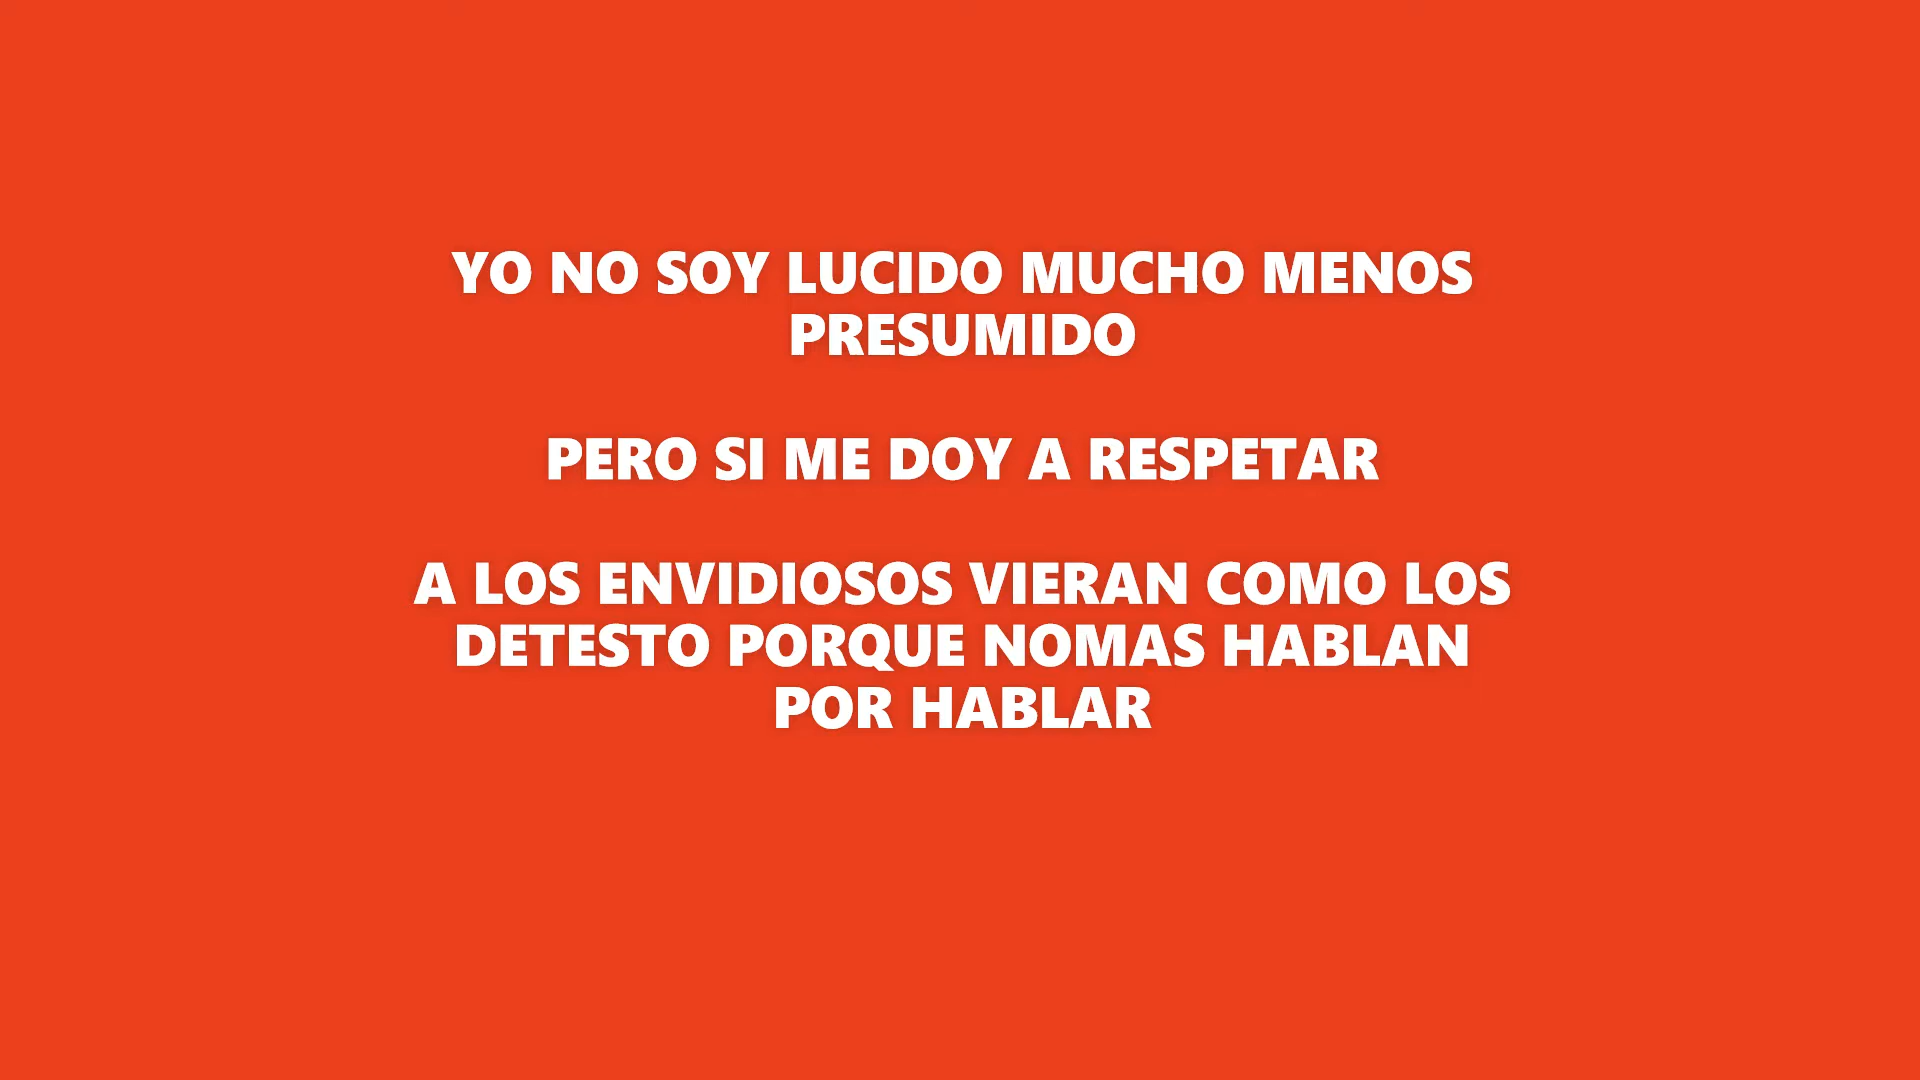 YO NO SOY LUCIDO MUCHO MENOS
PRESUMIDO
PERO SI ME DOY A RESPETAR
A LOS ENVIDIOSOS VIERAN COMO LOS
DETESTO PORQUE NOMAS HABLAN
POR HABLAR